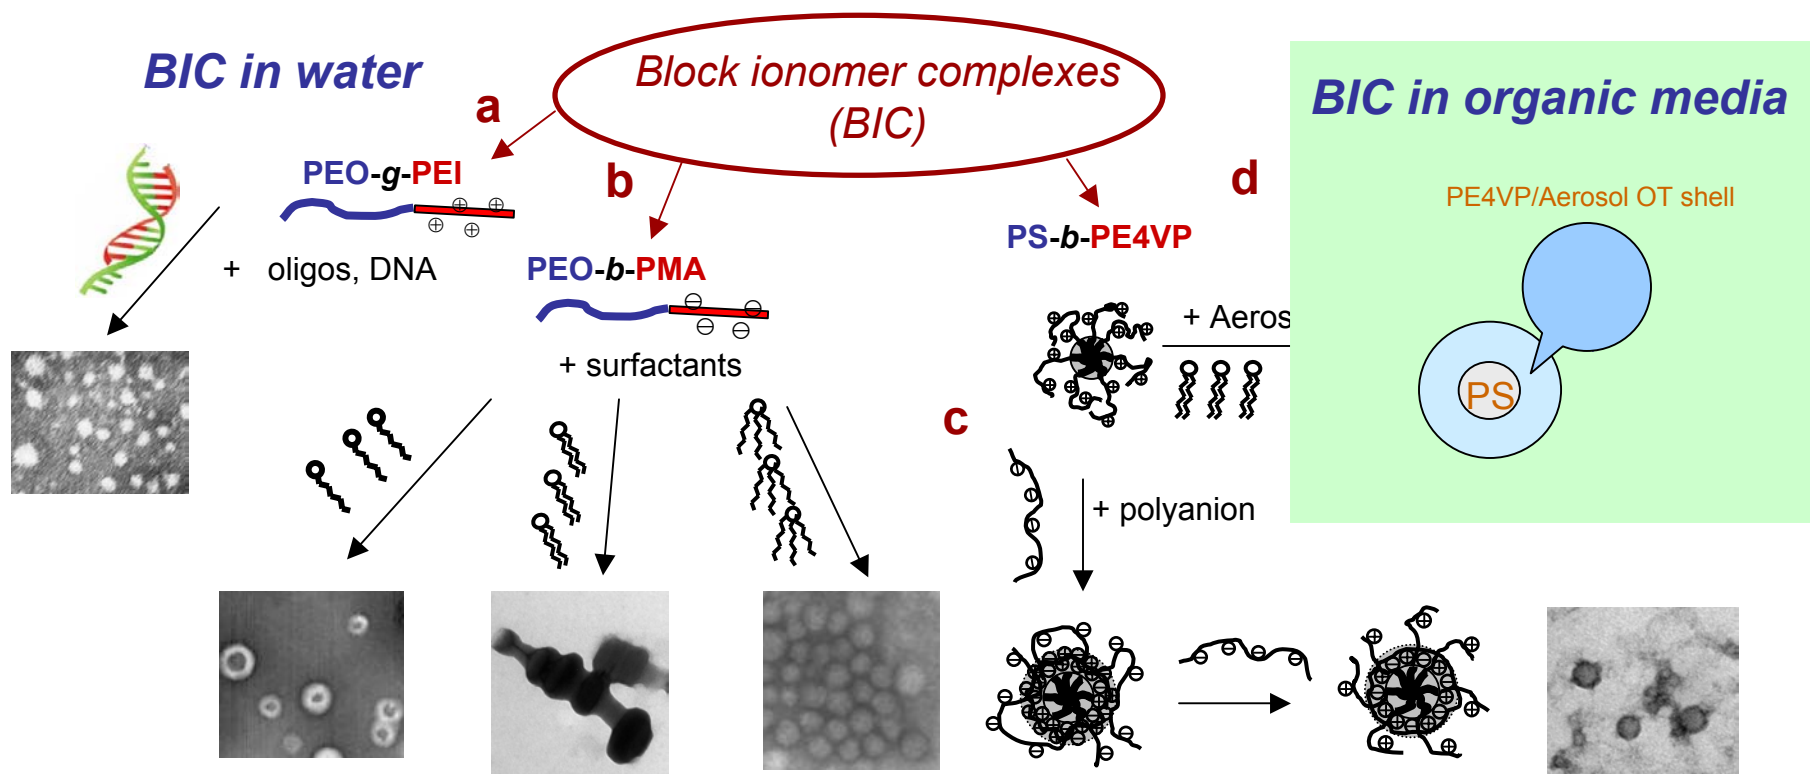 BIC in water
Block ionomer complexes
(BIC)
BIC in organic media
a
PEO-g-PEI
b
d
PE4VP/Aerosol OT shell
PS-b-PE4VP
+ oligos, DNA
PEO-b-PMA
+ Aeros
+ surfactants
PS
c
+ polyanion